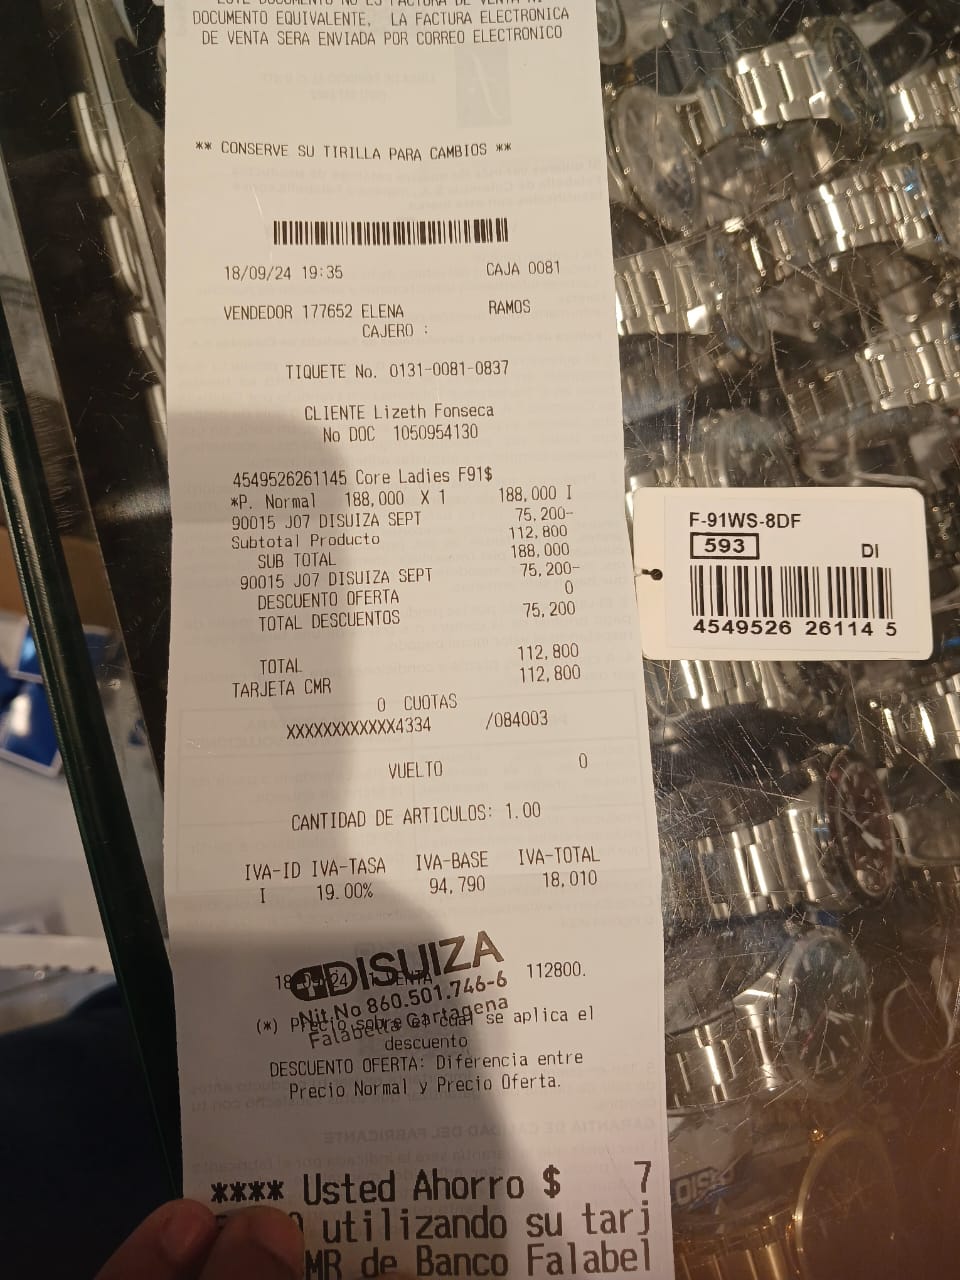 DOCUMENTO EQUIVALENTE, LA FACTURA ELECTRONICA
DE VENTA SERA ENVIADA POR CORREO ELECTRONICO
** CONSERVE SU TIRILLA PARA CAMBIOS **
18/09/24 19:35 CAJA 0081
VENDEDOR 177652 ELENA RAMOS
CAJERO :
TIQUETE No. 0131-0081-0837
CLIENTE Lizeth Fonseca
No DOC 1050954130
4549526261145 Core Ladies F91$
*P. Normal 188,000 X 1 188,000 I
90015 J07 DISUIZA SEPT 75,200-
Subtotal Producto 112,800
SUB TOTAL 188,000
90015 J07 DISUIZA SEPT 75,200-
DESCUENTO OFERTA 0
TOTAL DESCUENTOS 75,200
TOTAL 112,800
TARJETA CMR 112,800
0 CUOTAS
XXXXXXXXXXXX4334 /084003
VUELTO 0
CANTIDAD DE ARTICULOS: 1.00
IVA-ID IVA-TASA IVA-BASE IVA-TOTAL
I 19.00% 94,790 18,010
DISUIZA
112800.
Nit.No 860.501.746-6
Falabella Cartagena
(*) Precio sobre el cual se aplica el
descuento
DESCUENTO OFERTA: Diferencia entre
Precio Normal y Precio Oferta.
**** Usted Ahorro $ 7
utilizando su tarj
MR de Banco Falabel
F-91WS-8DF
593 DI
4549526 26114 5